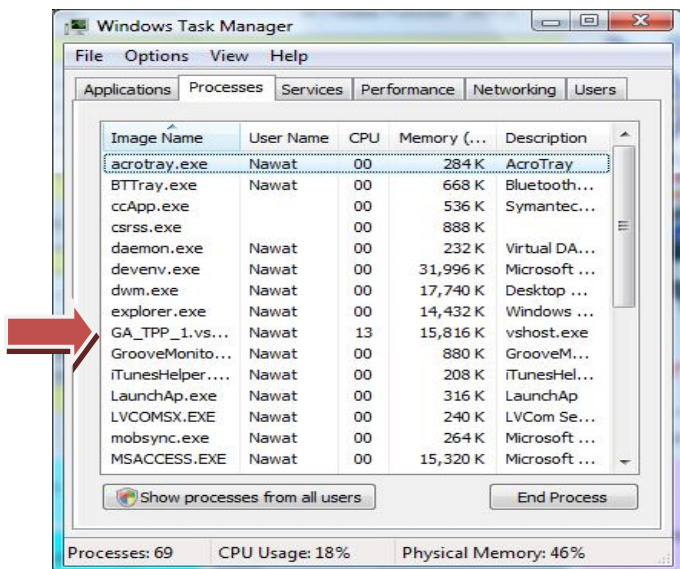 Windows Task Manager
File Options View Help
Applications Processes Services Performance Networking Users
Image Name User Name CPU Memory (... Description
acrotray.exe Nawat 00 284 K AcroTray
BTTray.exe Nawat 00 668 K Bluetooth...
ccApp.exe 00 536 K Symantec...
csrss.exe 00 888 K
daemon.exe Nawat 00 232 K Virtual DA...
devenv.exe Nawat 00 31,996 K Microsoft ...
dwm.exe Nawat 00 17,740 K Desktop ...
explorer.exe Nawat 00 14,432 K Windows ...
GA_TPP_1.vs... Nawat 13 15,816 K vshost.exe
GrooveMonito... Nawat 00 880 K GrooveM...
iTunesHelper.... Nawat 00 208 K iTunesHel...
LaunchAp.exe Nawat 00 316 K LaunchAp
LVCOMSX.EXE Nawat 00 240 K LVCom Se...
mobsync.exe Nawat 00 264 K Microsoft ...
MSACCESS.EXE Nawat 00 15,320 K Microsoft ...
Show processes from all users End Process
Processes: 69 CPU Usage: 18% Physical Memory: 46%